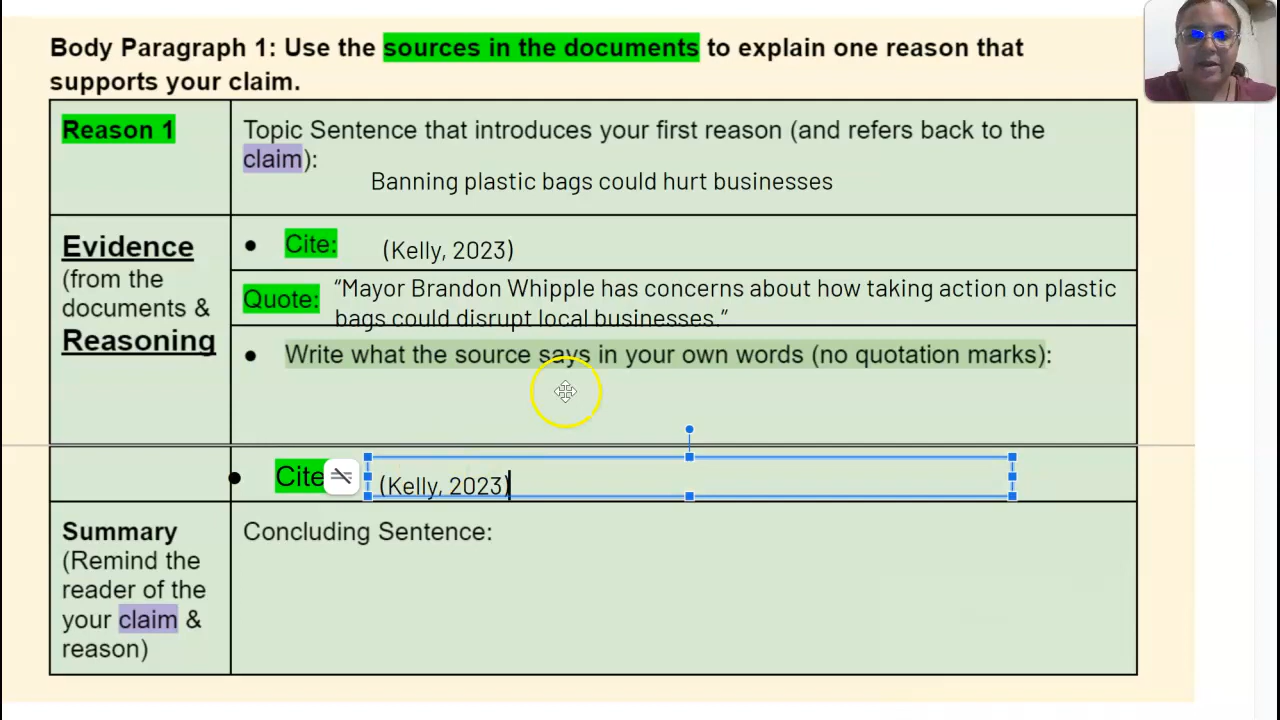 Body Paragraph 1: Use the sources in the documents to explain one reason that
supports your claim.
Reason 1
Topic Sentence that introduces your first reason (and refers back to the
claim):
Banning plastic bags could hurt businesses
Evidence
(from the
documents &
Reasoning
● Cite: (Kelly, 2023)
Quote: “Mayor Brandon Whipple has concerns about how taking action on plastic
bags could disrupt local businesses.”
● Write what the source says in your own words (no quotation marks):
● Cite (Kelly, 2023)
Summary
(Remind the
reader of the
your claim &
reason)
Concluding Sentence: